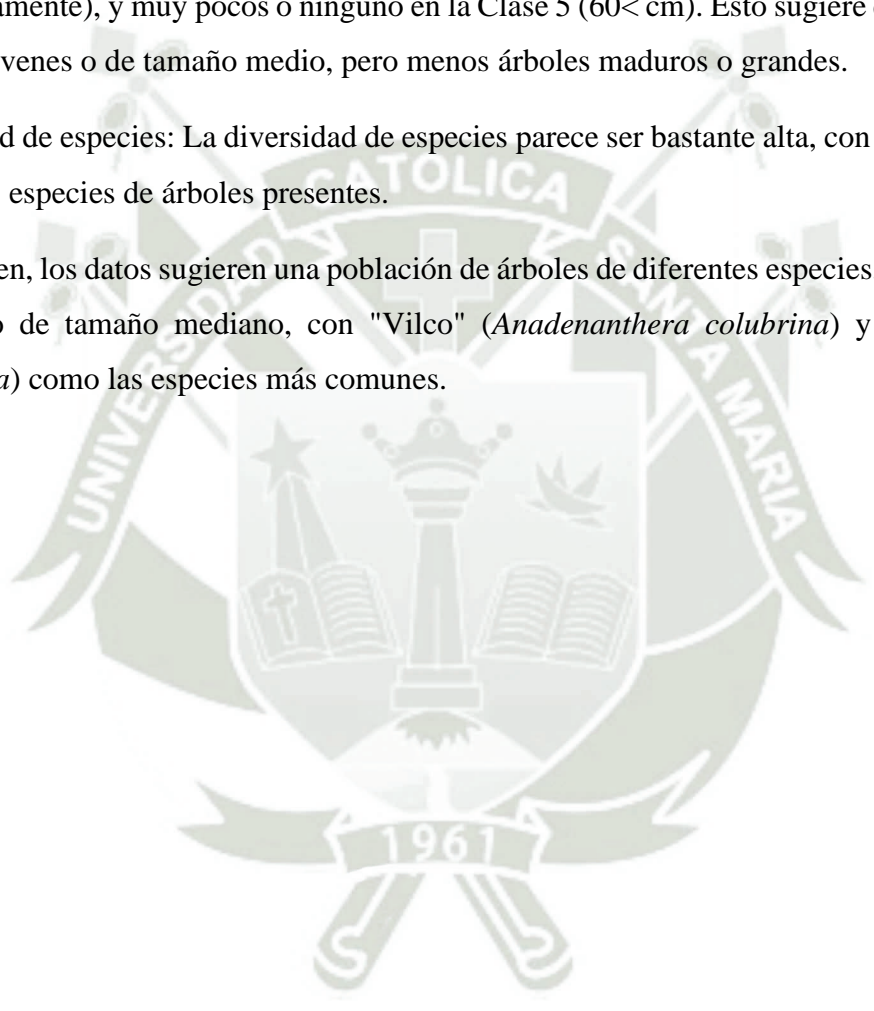 amente), y muy pocos o ninguno en la Clase 5 (60< cm). Esto sugiere
venes o de tamaño medio, pero menos árboles maduros o grandes.
d de especies: La diversidad de especies parece ser bastante alta, con
especies de árboles presentes.
en, los datos sugieren una población de árboles de diferentes especies
o de tamaño mediano, con "Vilco" (Anadenanthera colubrina) y
a) como las especies más comunes.
UNIVERSIDAD CATOLICA SANTA MARIA
1961